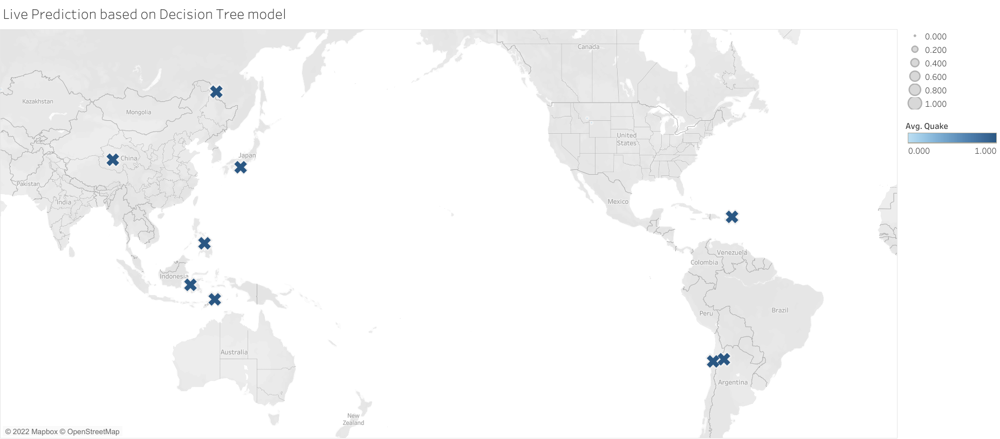 Live Prediction based on Decision Tree model
Canada
Kazakhstan
Mongolia
United
States
China
Japan
Pakistan
India
Mexico
Venezuela
Colombia
Indonesia
Peru
Brazil
Australia
Argentina
New
Zealand
© 2022 Mapbox © OpenStreetMap
0.000
0.200
0.400
0.600
0.800
1.000
Avg. Quake
0.000 1.000